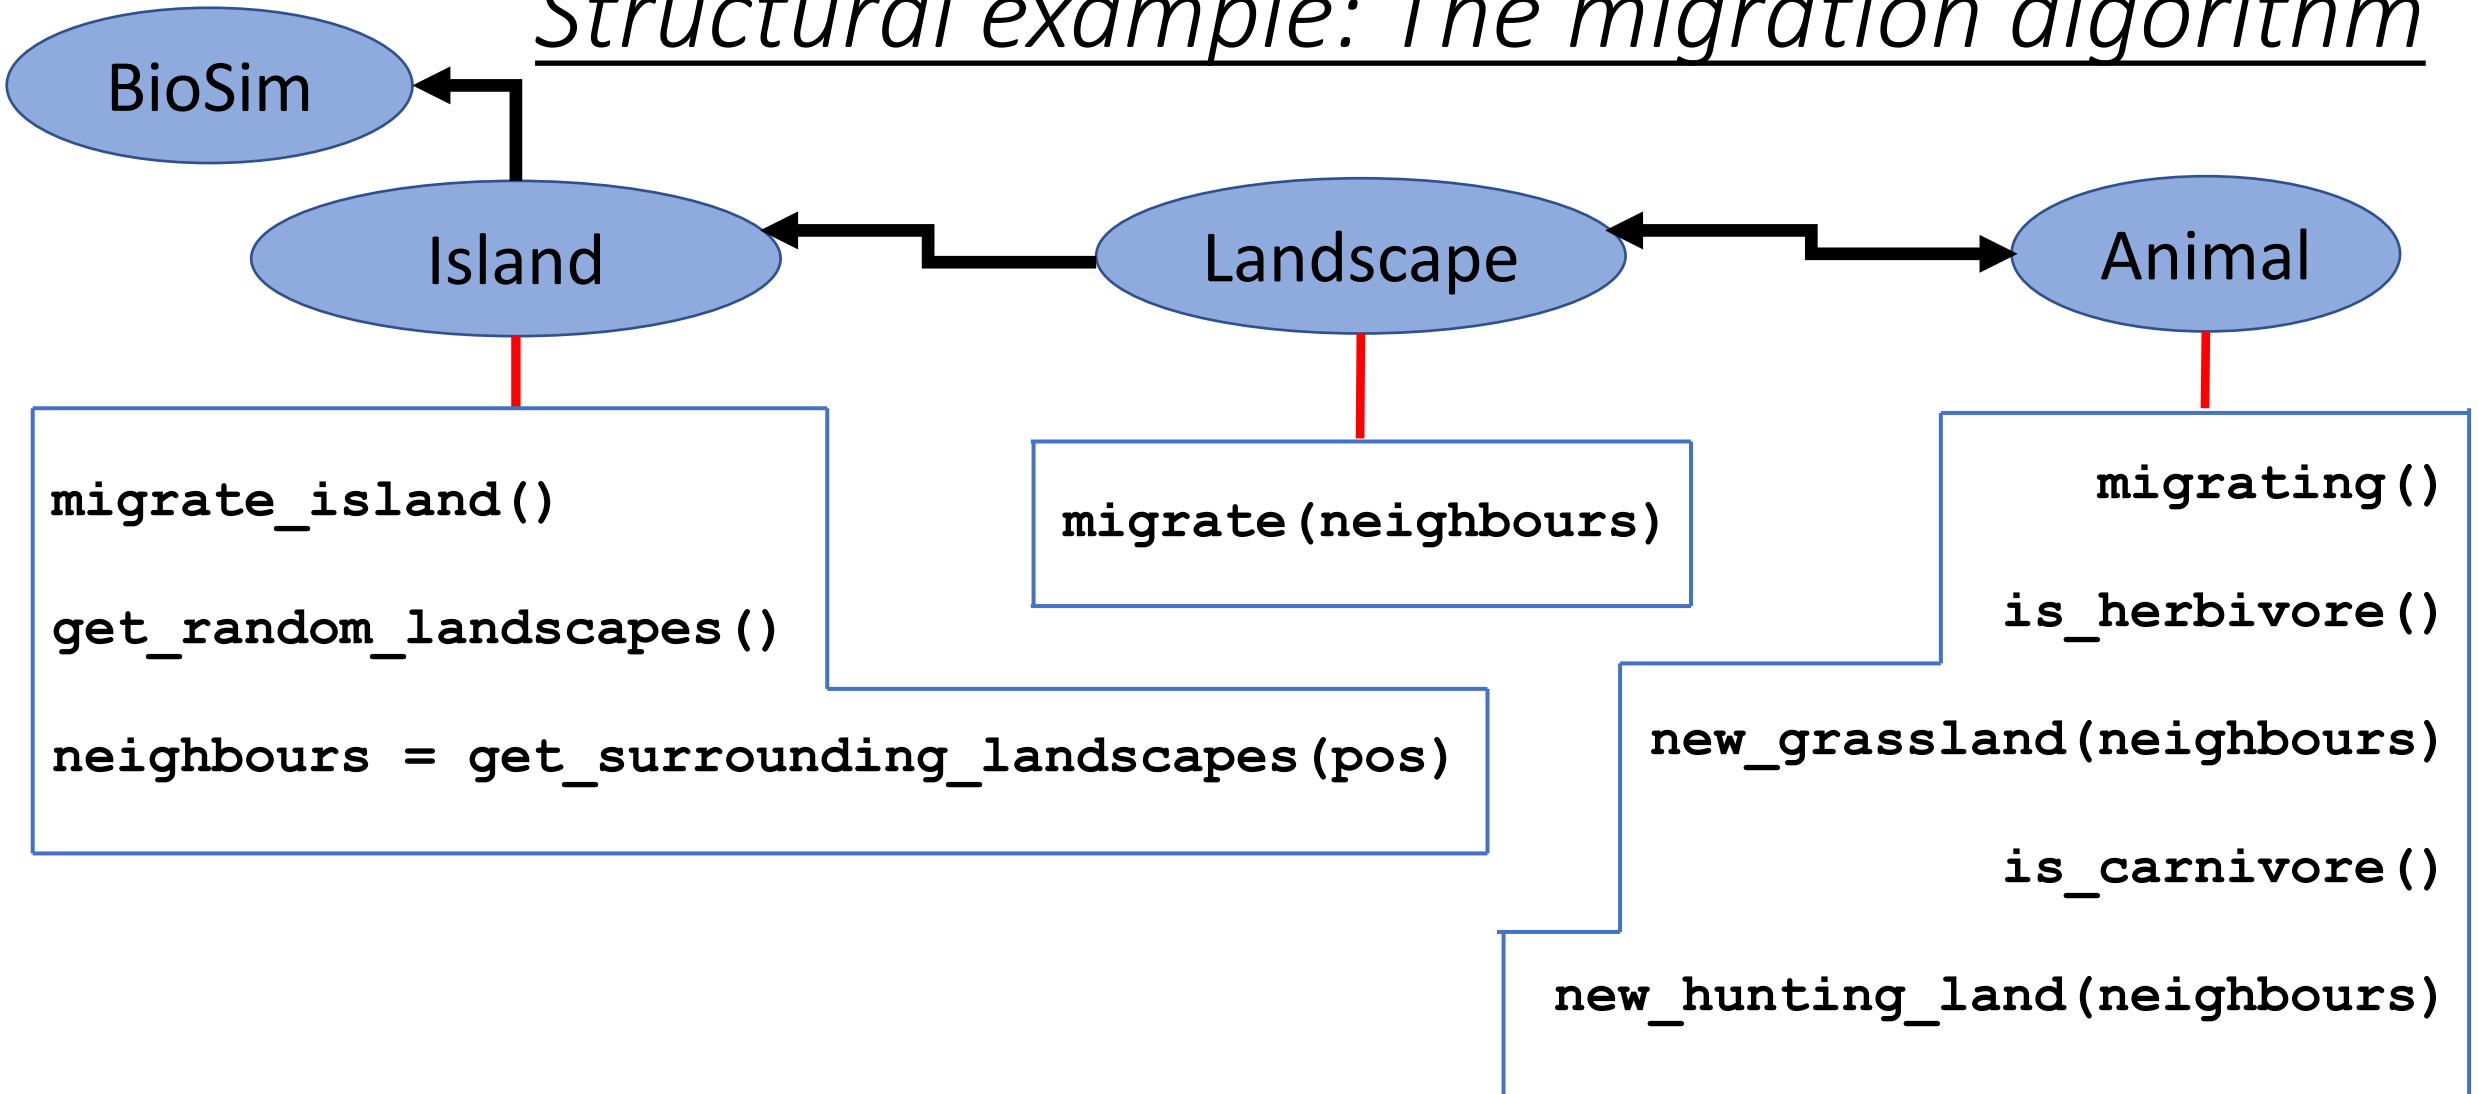 Structural example: The migration algorithm
BioSim
Island
Landscape
Animal
migrate_island()
get_random_landscapes()
neighbours = get_surrounding_landscapes(pos)
migrate(neighbours)
migrating()
is_herbivore()
new_grassland(neighbours)
is_carnivore()
new_hunting_land(neighbours)